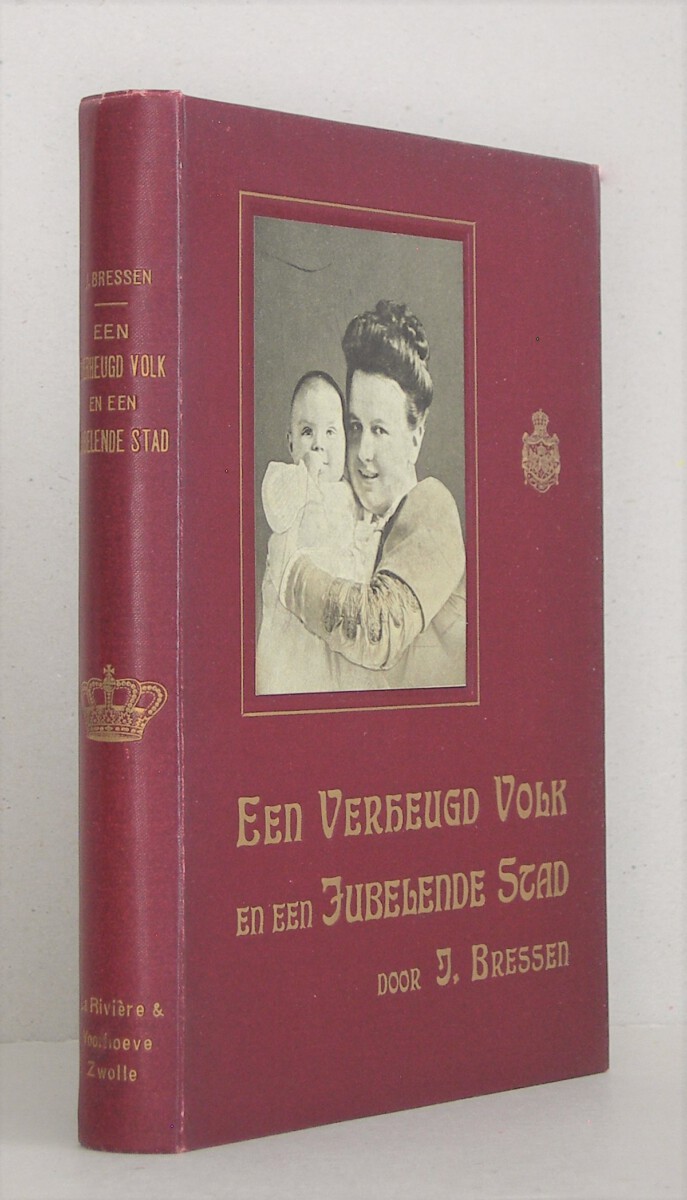 J. BRESSEN
EEN
VERHEUGD VOLK
EN EEN
JUBELENDE STAD
La Rivière &
Voorhoeve
Zwolle
EEN VERHEUGD VOLK
EN EEN JUBELENDE STAD
DOOR J. BRESSEN